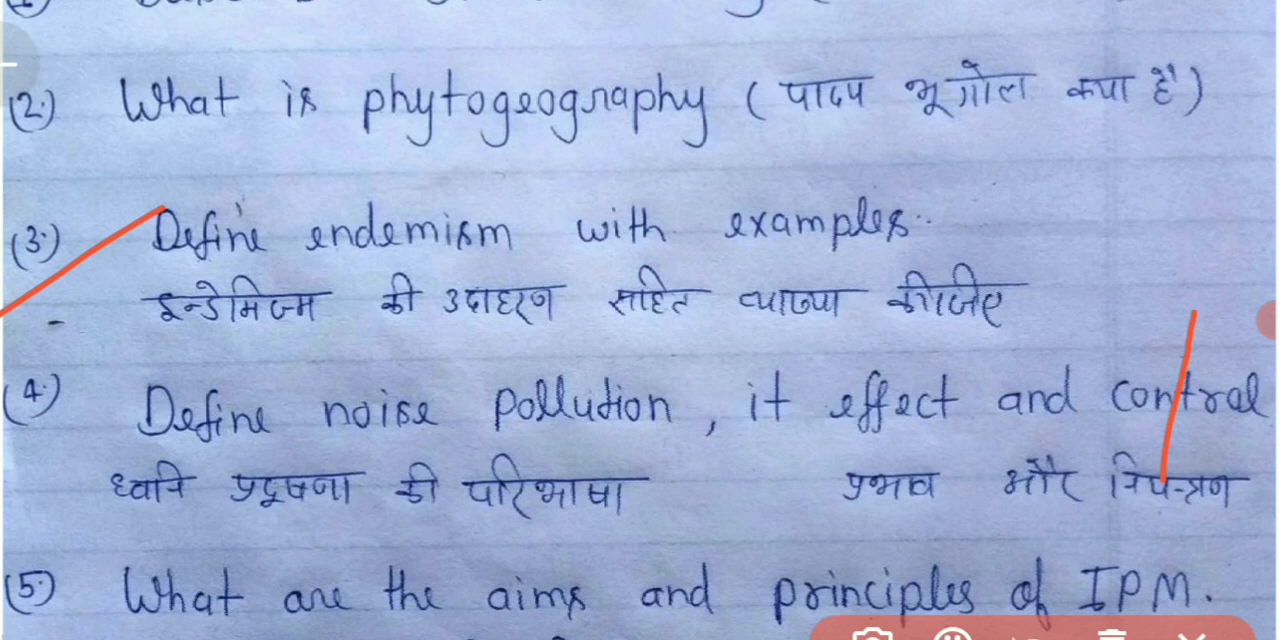 (2.) What is phytogeography (पादप भूगोल क्या है)
(3.) Define endemism with examples..
इन्डेमिज्म की उदाहरण सहित व्याख्या कीजिए
(4.) Define noise pollution, it effect and control
ध्वनि प्रदूषण की परिभाषा प्रभाव और नियन्त्रण
(5.) What are the aims and principles of IPM.